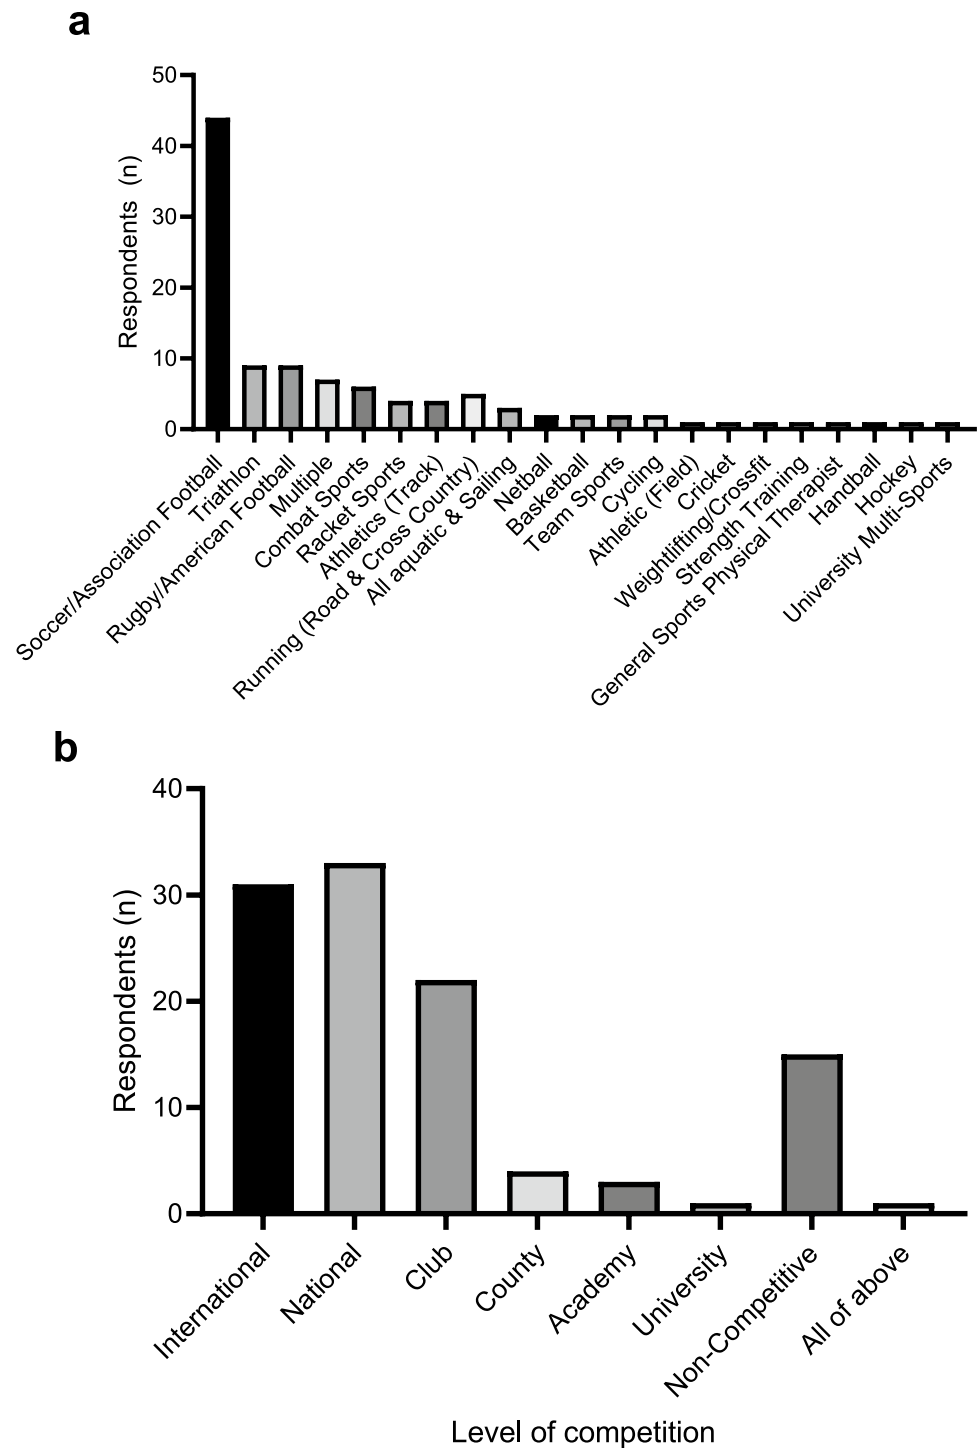 a
50
40
30
20
10
0
Respondents (n)
Soccer/Association Football
Triathlon
Rugby/American Football
Multiple
Combat Sports
Racket Sports
Athletics (Track)
Running (Road & Cross Country)
All aquatic & Sailing
Netball
Basketball
Team Sports
Cycling
Athletic (Field)
Cricket
Weightlifting/Crossfit
Strength Training
General Sports Physical Therapist
Handball
Hockey
University Multi-Sports
b
40
30
20
10
0
Respondents (n)
International
National
Club
County
Academy
University
Non-Competitive
All of above
Level of competition